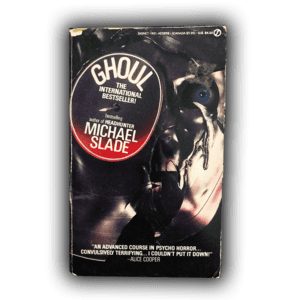 GHOUL
THE
INTERNATIONAL
BESTSELLER!
bestselling
author of HEADHUNTER
MICHAEL
SLADE
"AN ADVANCED COURSE IN PSYCHO HORROR...
CONVULSIVELY TERRIFYING... I COULDN'T PUT IT DOWN!"
-ALICE COOPER